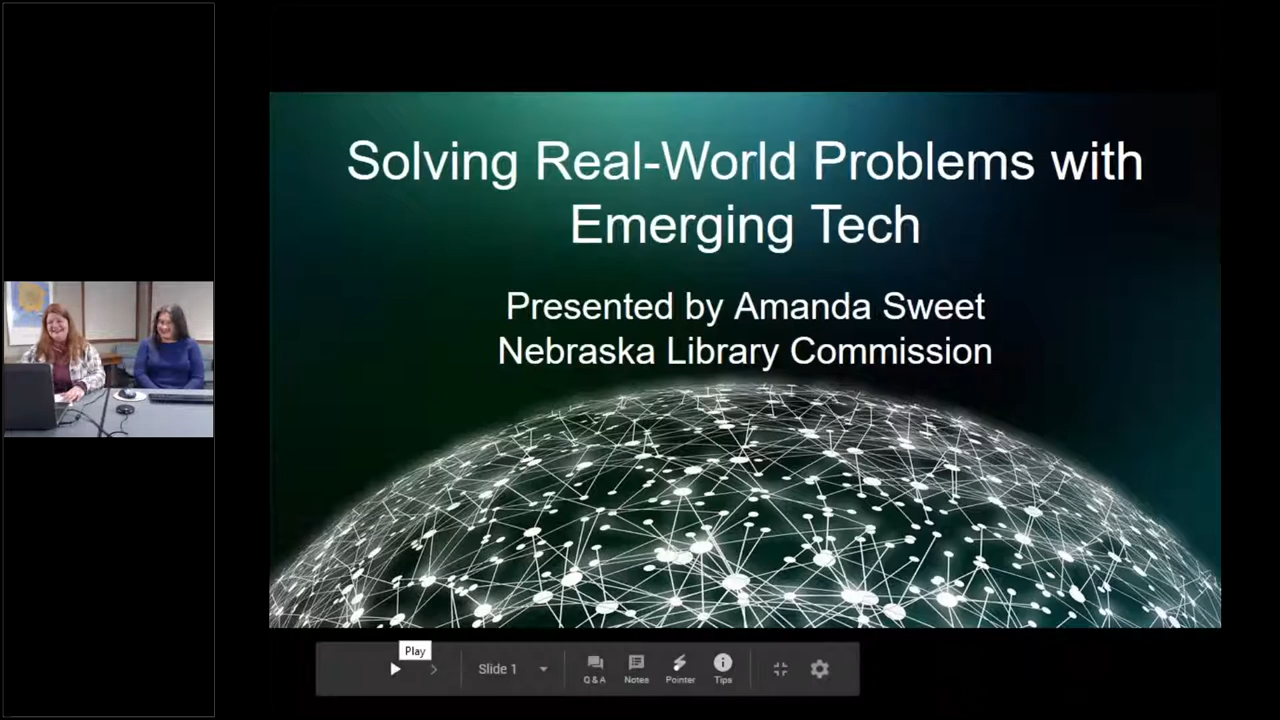 Solving Real-World Problems with
Emerging Tech
Presented by Amanda Sweet
Nebraska Library Commission
Play
Slide 1
Q & A
Notes
Pointer
Tips